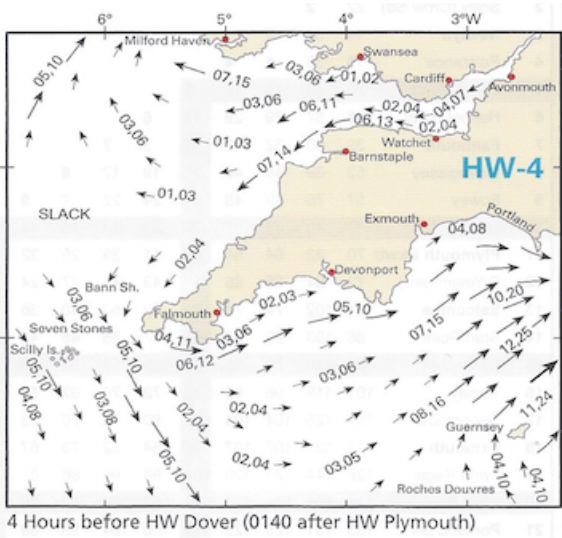 6° 5° 4° 3°W
Milford Haven
Swansea
05,10
07,15
03,06
01,02
Cardiff
Avonmouth
03,06
06,11
02,04
04,07
03,06
06,13
02,04
01,03
Watchet
07,14
Barnstaple
HW-4
01,03
SLACK
Exmouth
04,08
Portland
02,04
Devonport
Bann Sh.
03,06
02,03
05,10
10,20
Falmouth
Seven Stones
04,11
03,06
07,15
12,25
Scilly Is.
06,12
05,10
05,10
03,06
04,08
03,08
02,04
02,04
08,16
11,24
Guernsey
05,10
02,04
03,05
04,10
04,10
Roches Douvres
4 Hours before HW Dover (0140 after HW Plymouth)